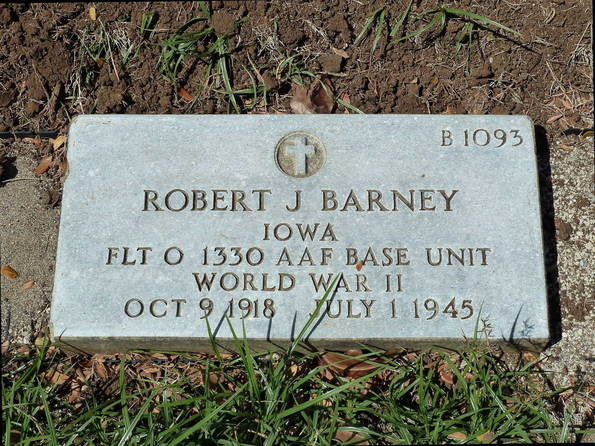 B 1093
ROBERT J BARNEY
IOWA
FLT O 1330 AAF BASE UNIT
WORLD WAR II
OCT 9 1918 JULY 1 1945